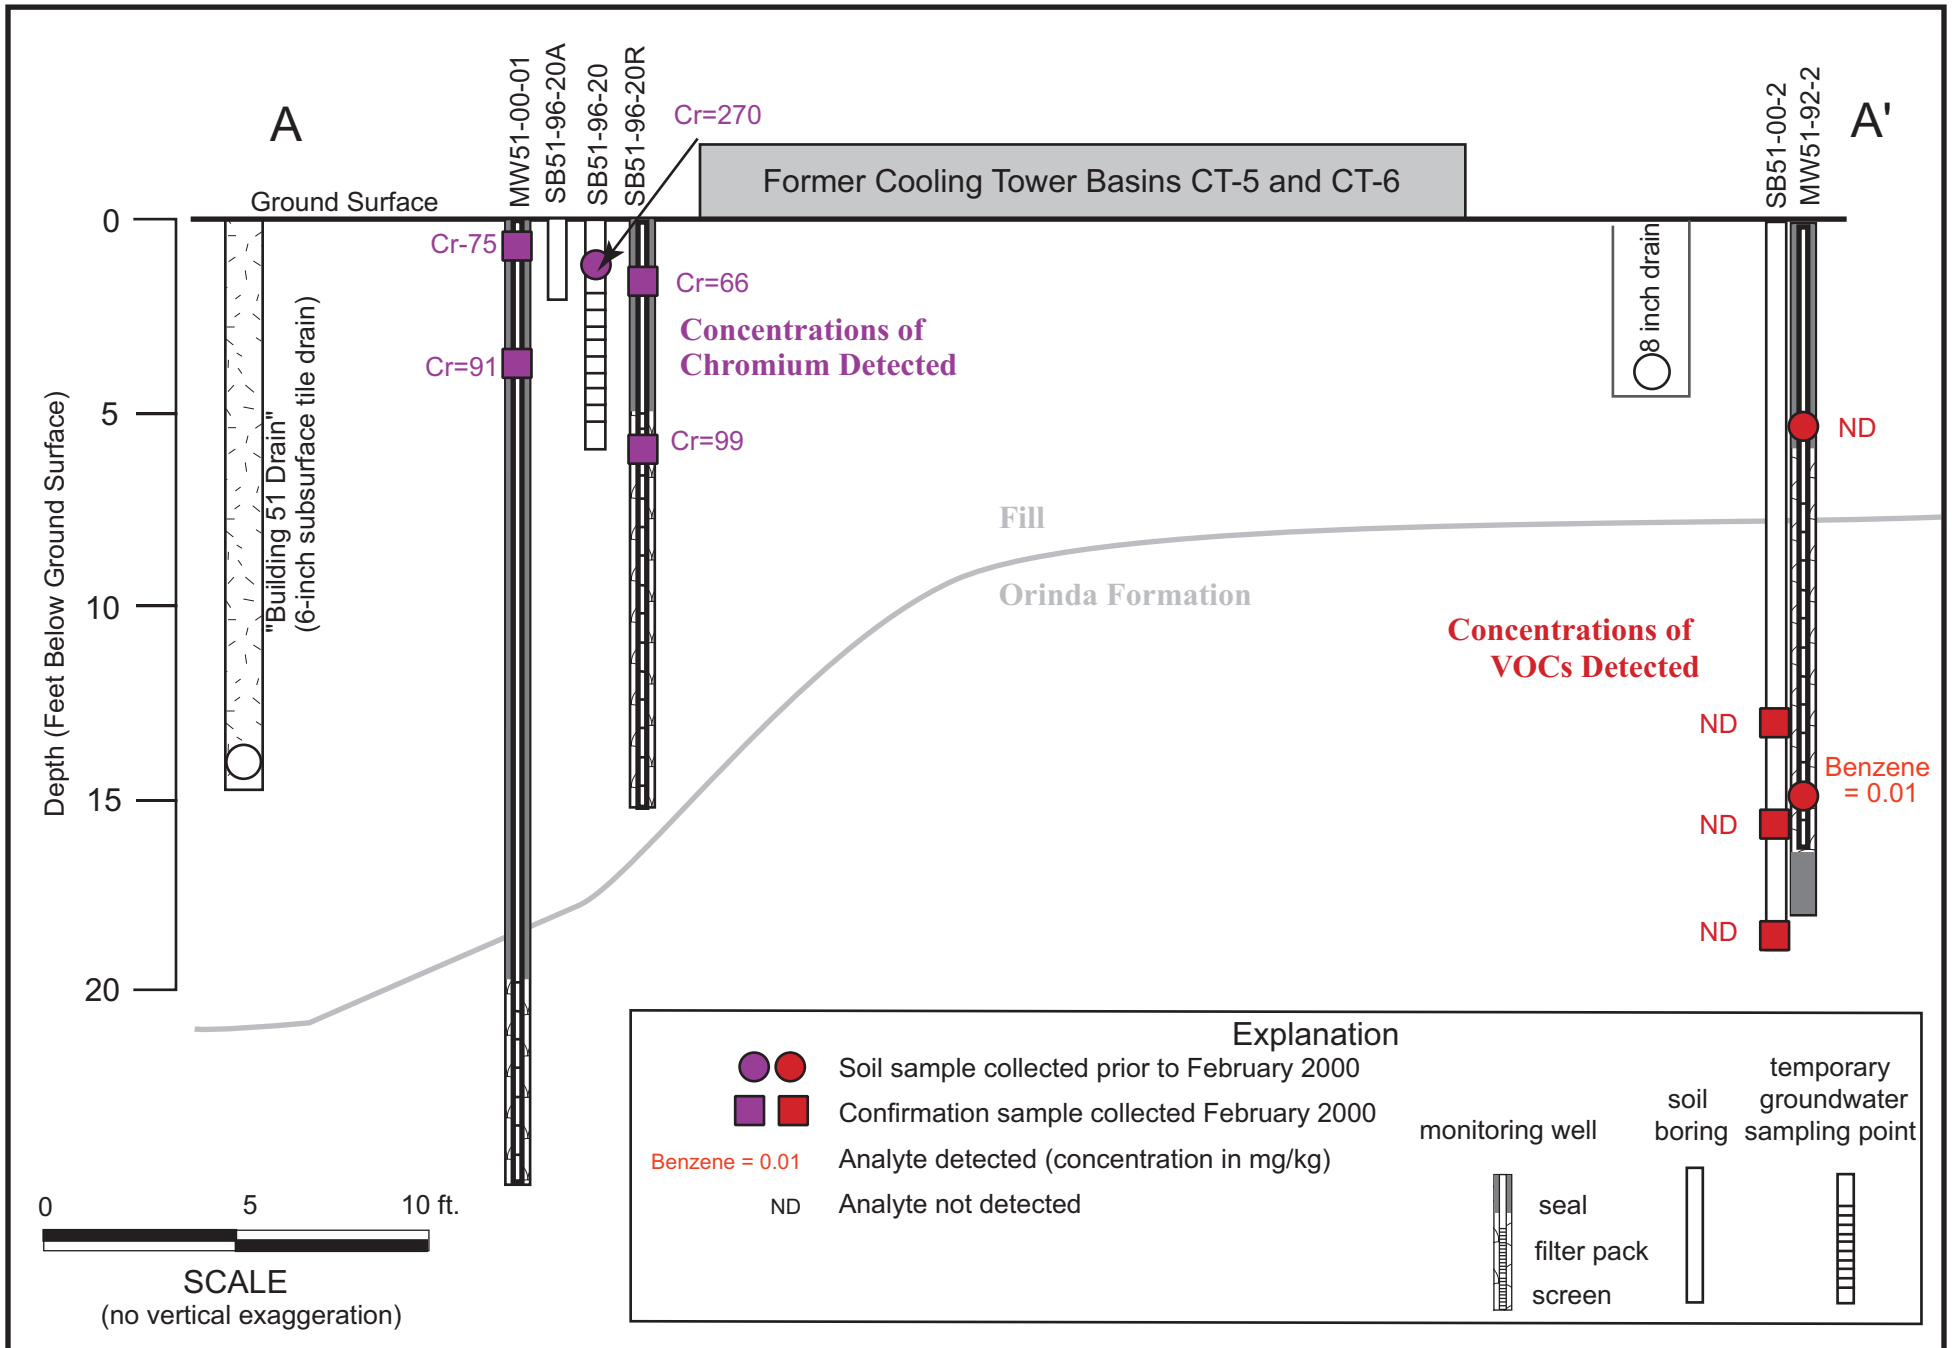 A
A'
MW51-00-01
SB51-96-20A
SB51-96-20
SB51-96-20R
SB51-00-2
MW51-92-2
Cr=270
Former Cooling Tower Basins CT-5 and CT-6
Ground Surface
0
5
10
15
20
Depth (Feet Below Ground Surface)
"Building 51 Drain"
(6-inch subsurface tile drain)
Cr-75
Cr=91
Cr=66
Concentrations of
Chromium Detected
Cr=99
8 inch drain
ND
Fill
Orinda Formation
Concentrations of
VOCs Detected
ND
Benzene
= 0.01
ND
ND
Explanation
Soil sample collected prior to February 2000
Confirmation sample collected February 2000
Benzene = 0.01
Analyte detected (concentration in mg/kg)
ND
Analyte not detected
monitoring well
seal
filter pack
screen
soil
boring
temporary
groundwater
sampling point
0
5
10 ft.
SCALE
(no vertical exaggeration)